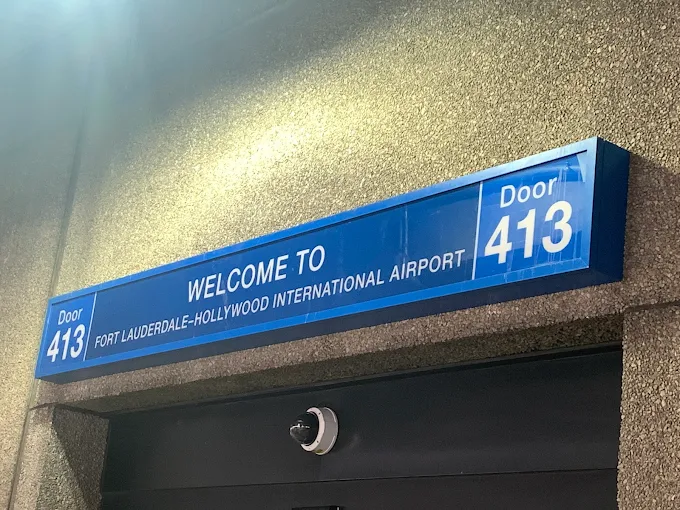 Door
413
WELCOME TO
FORT LAUDERDALE–HOLLYWOOD INTERNATIONAL AIRPORT
Door
413